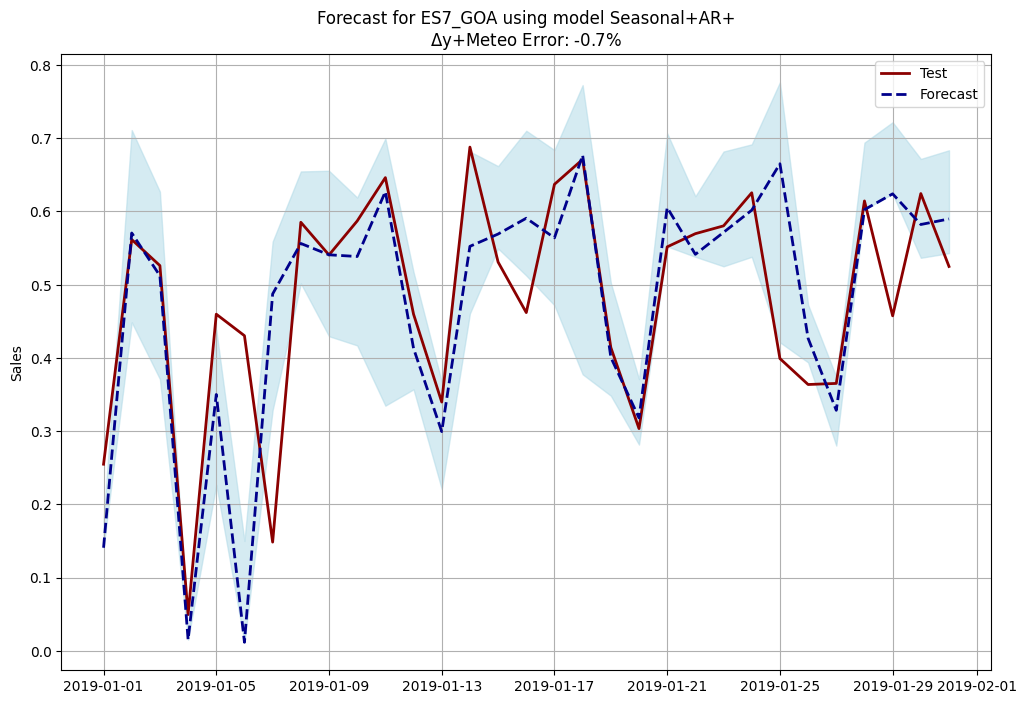 Forecast for ES7_GOA using model Seasonal+AR+
Δy+Meteo Error: -0.7%
Test
Forecast
Sales
0.8
0.7
0.6
0.5
0.4
0.3
0.2
0.1
0.0
2019-01-01 2019-01-05 2019-01-09 2019-01-13 2019-01-17 2019-01-21 2019-01-25 2019-01-29 2019-02-01